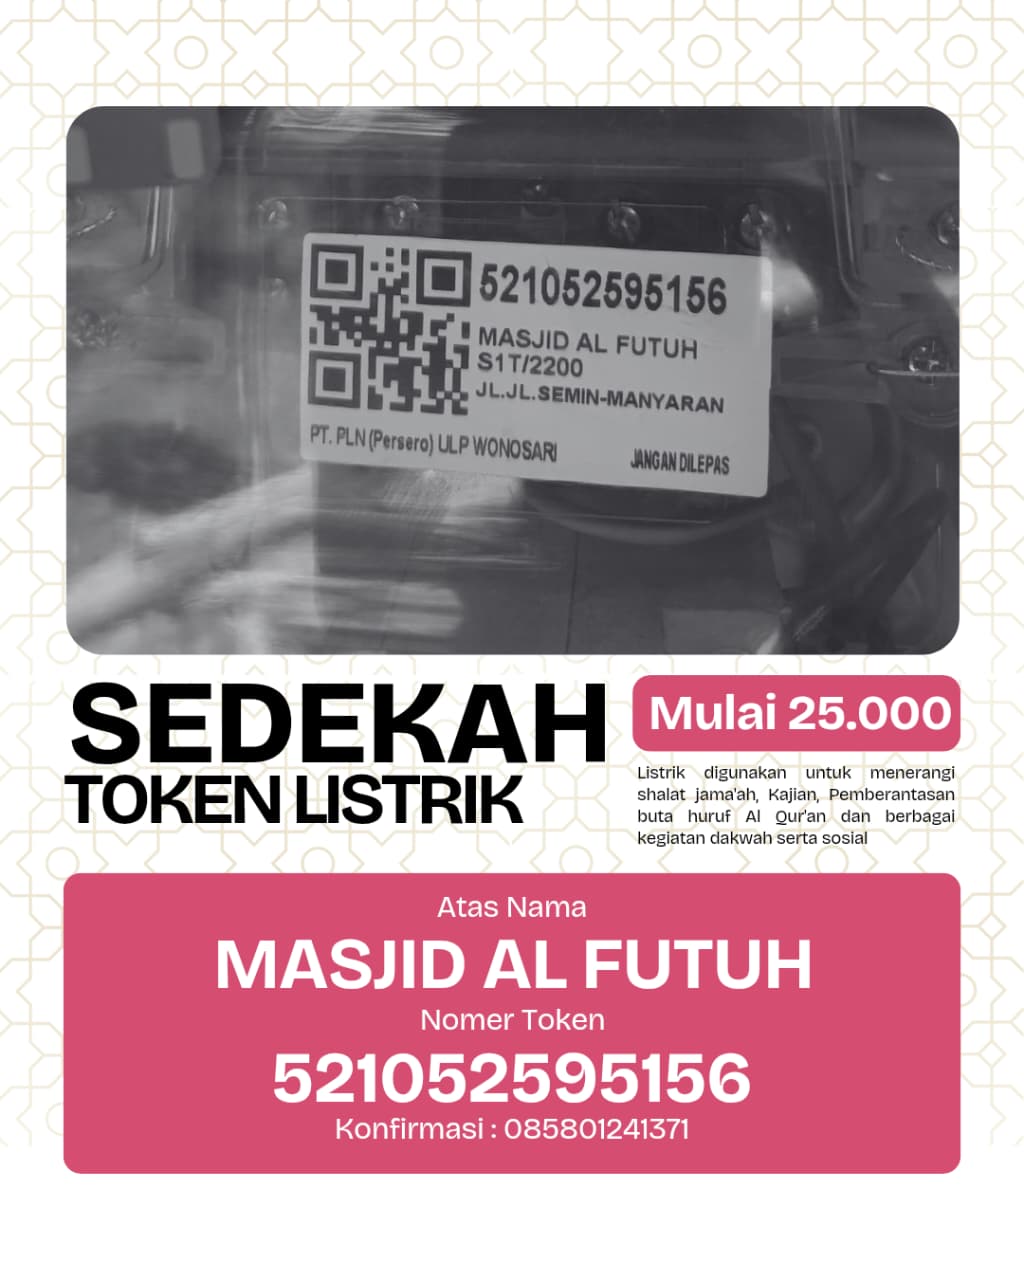 521052595156
MASJID AL FUTUH
S1T/2200
JL.JL.SEMIN-MANYARAN
PT. PLN (Persero) ULP WONOSARI
JANGAN DILEPAS
SEDEKAH
TOKEN LISTRIK
Mulai 25.000
Listrik digunakan untuk menerangi
shalat jama'ah, Kajian, Pemberantasan
buta huruf Al Qur'an dan berbagai
kegiatan dakwah serta sosial
Atas Nama
MASJID AL FUTUH
Nomer Token
521052595156
Konfirmasi : 085801241371